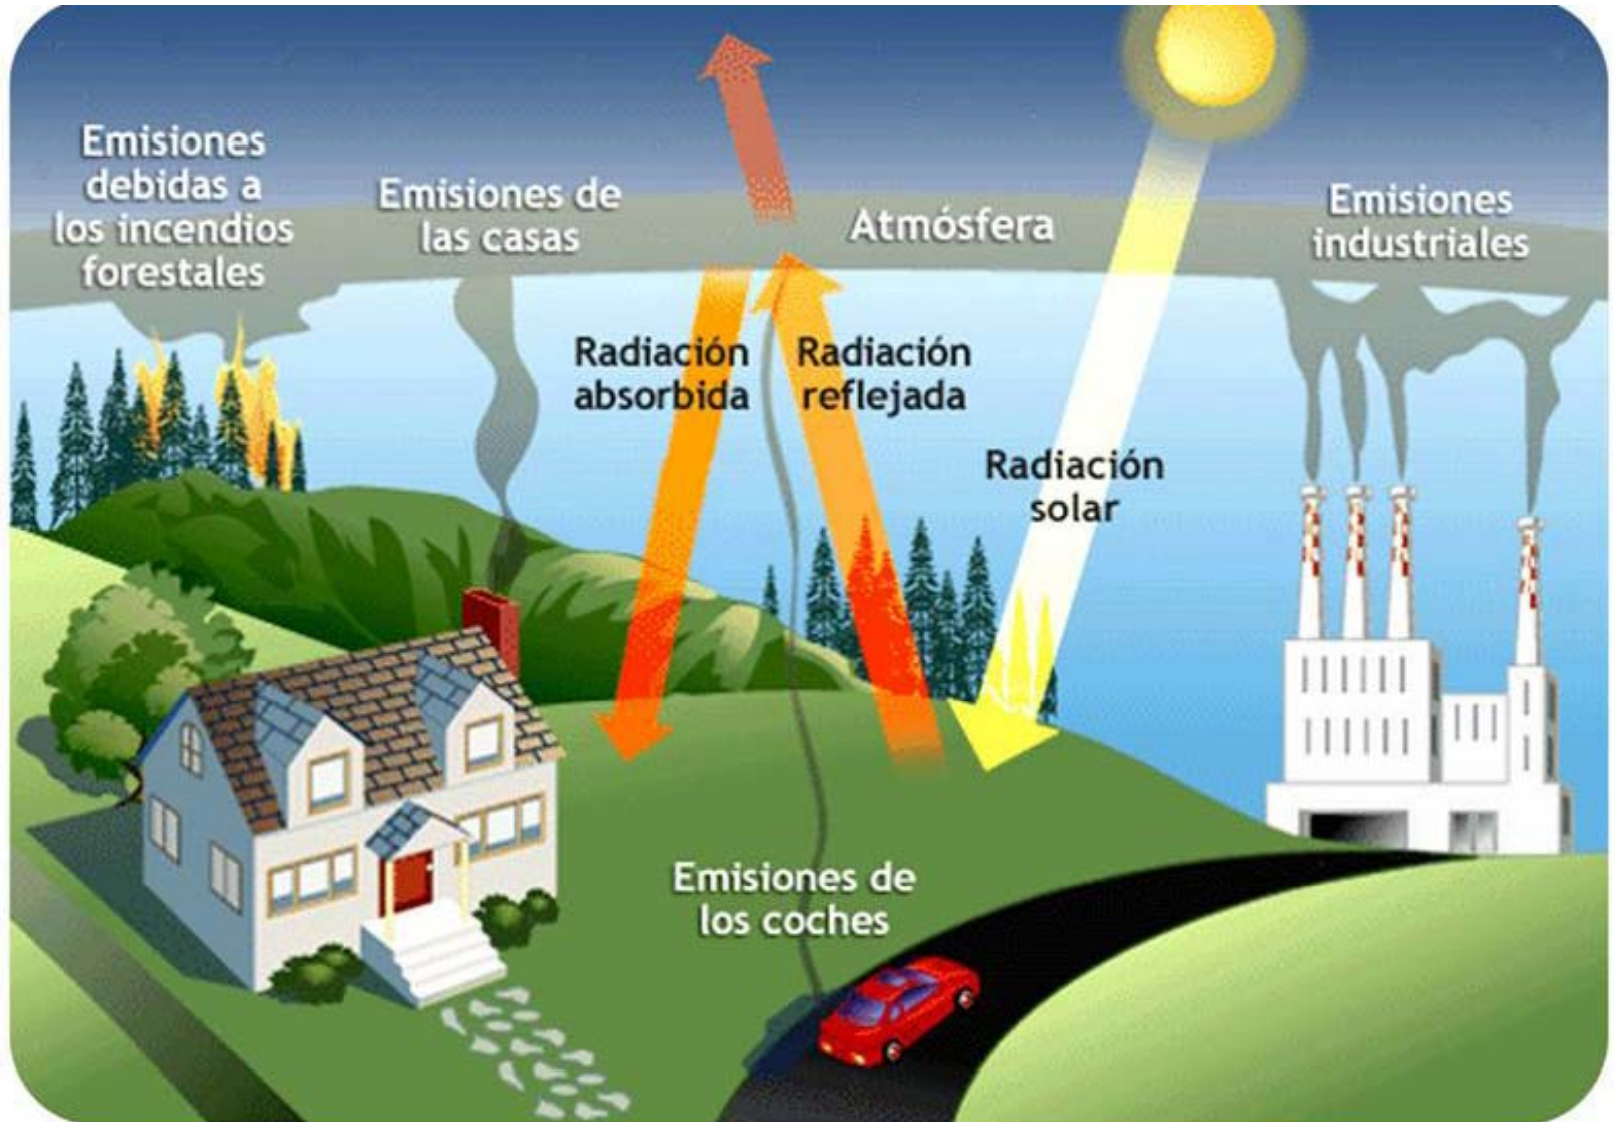 Emisiones
debidas a
los incendios
forestales
Emisiones de
las casas
Atmósfera
Emisiones
industriales
Radiación
absorbida
Radiación
reflejada
Radiación
solar
Emisiones de
los coches